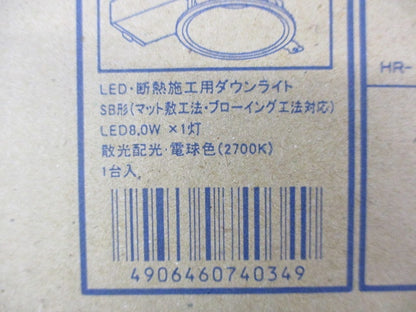 LED・断熱施工用ダウンライト
SB形(マット敷工法・ブローイング工法対応)
LED8.0W ×1灯
散光配光・電球色(2700K)
1台入
4906460740349
HR-